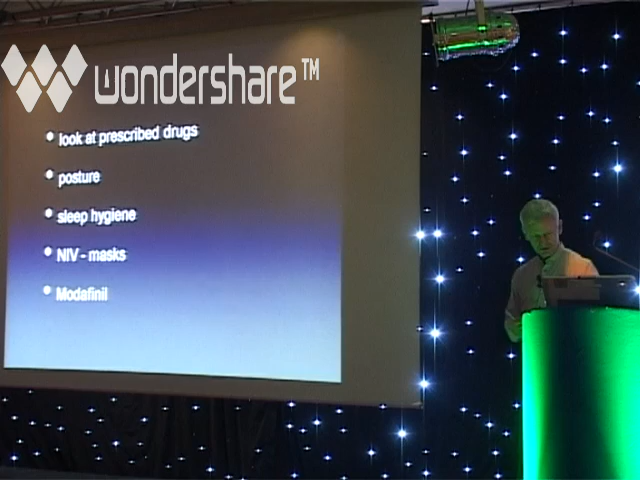 wondershare™
• look at prescribed drugs
• posture
• sleep hygiene
• NIV - masks
• Modafinil